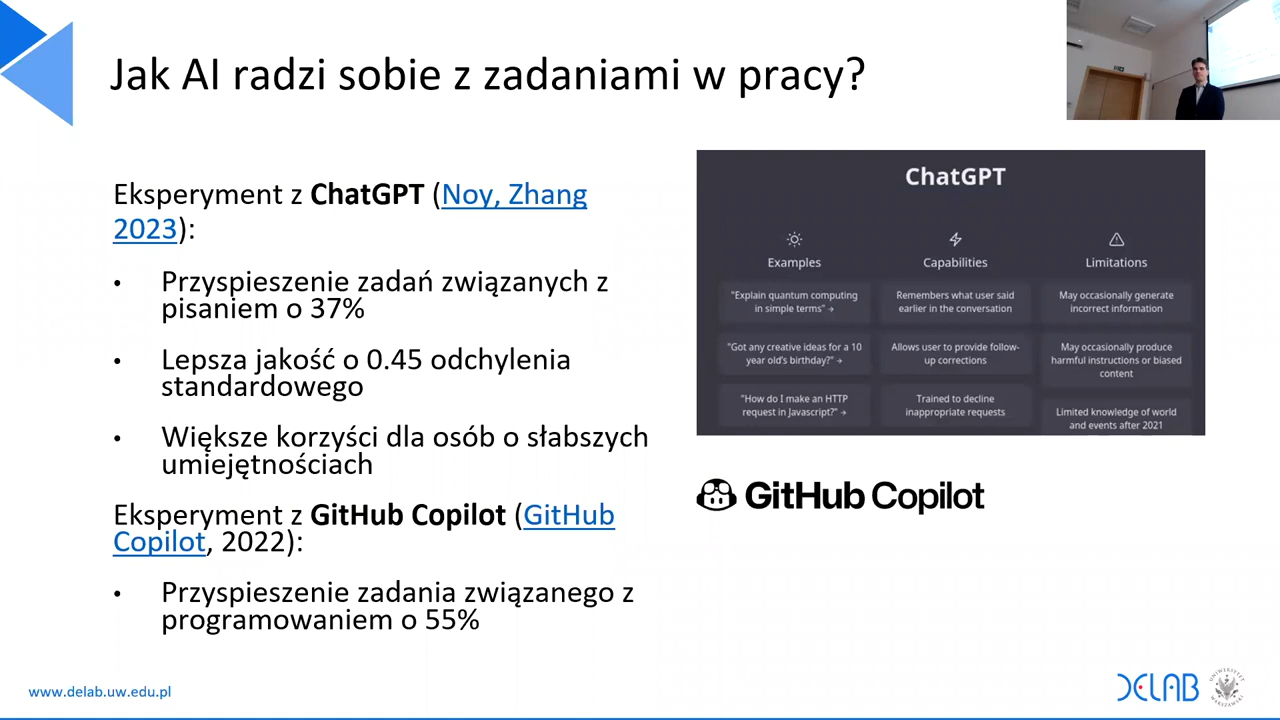 Jak AI radzi sobie z zadaniami w pracy?
Eksperyment z ChatGPT (Noy, Zhang
2023):
• Przyspieszenie zadań związanych z
pisaniem o 37%
• Lepsza jakość o 0.45 odchylenia
standardowego
• Większe korzyści dla osób o słabszych
umiejętnościach
Eksperyment z GitHub Copilot (GitHub
Copilot, 2022):
• Przyspieszenie zadania związanego z
programowaniem o 55%
ChatGPT
Examples
"Explain quantum computing
in simple terms" →
"Got any creative ideas for a 10
year old's birthday?" →
"How do I make an HTTP
request in Javascript?" →
Capabilities
Remembers what user said
earlier in the conversation
Allows user to provide follow-
up corrections
Trained to decline
inappropriate requests
Limitations
May occasionally generate
incorrect information
May occasionally produce
harmful instructions or biased
content
Limited knowledge of world
and events after 2021
GitHub Copilot
www.delab.uw.edu.pl
DELAB
UNIWERSYTET
WARSZAWSKI